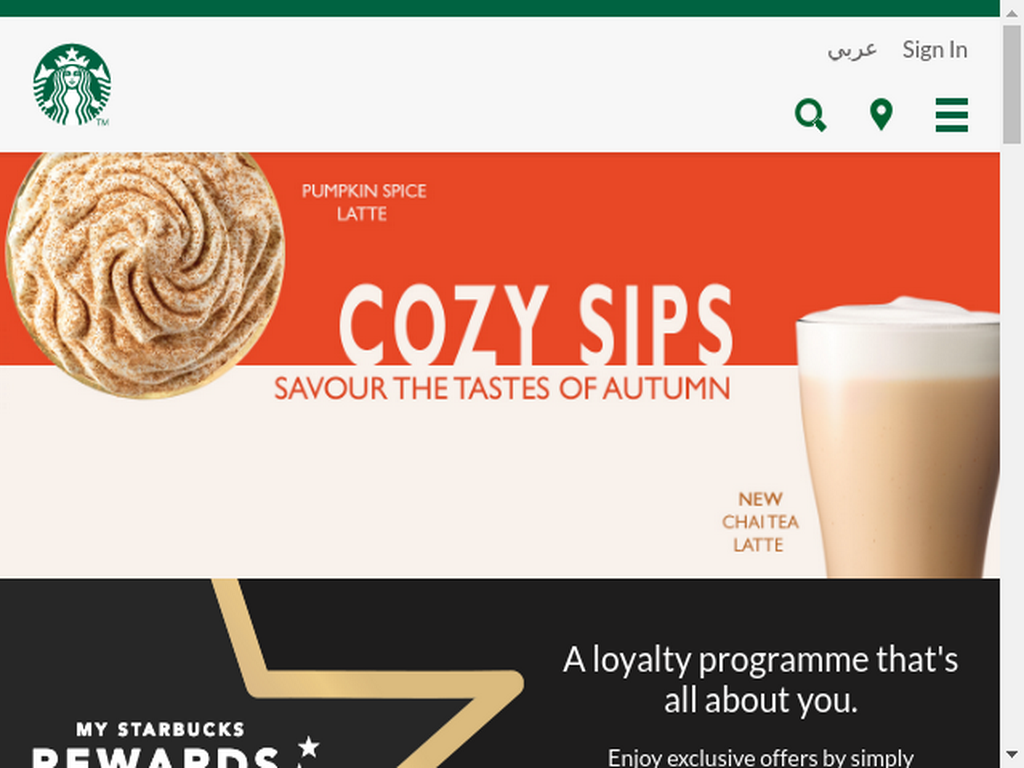 عربي
Sign In
TM
PUMPKIN SPICE
LATTE
COZY SIPS
SAVOUR THE TASTES OF AUTUMN
NEW
CHAI TEA
LATTE
MY STARBUCKS
REWARDS
A loyalty programme that's
all about you.
Enjoy exclusive offers by simply